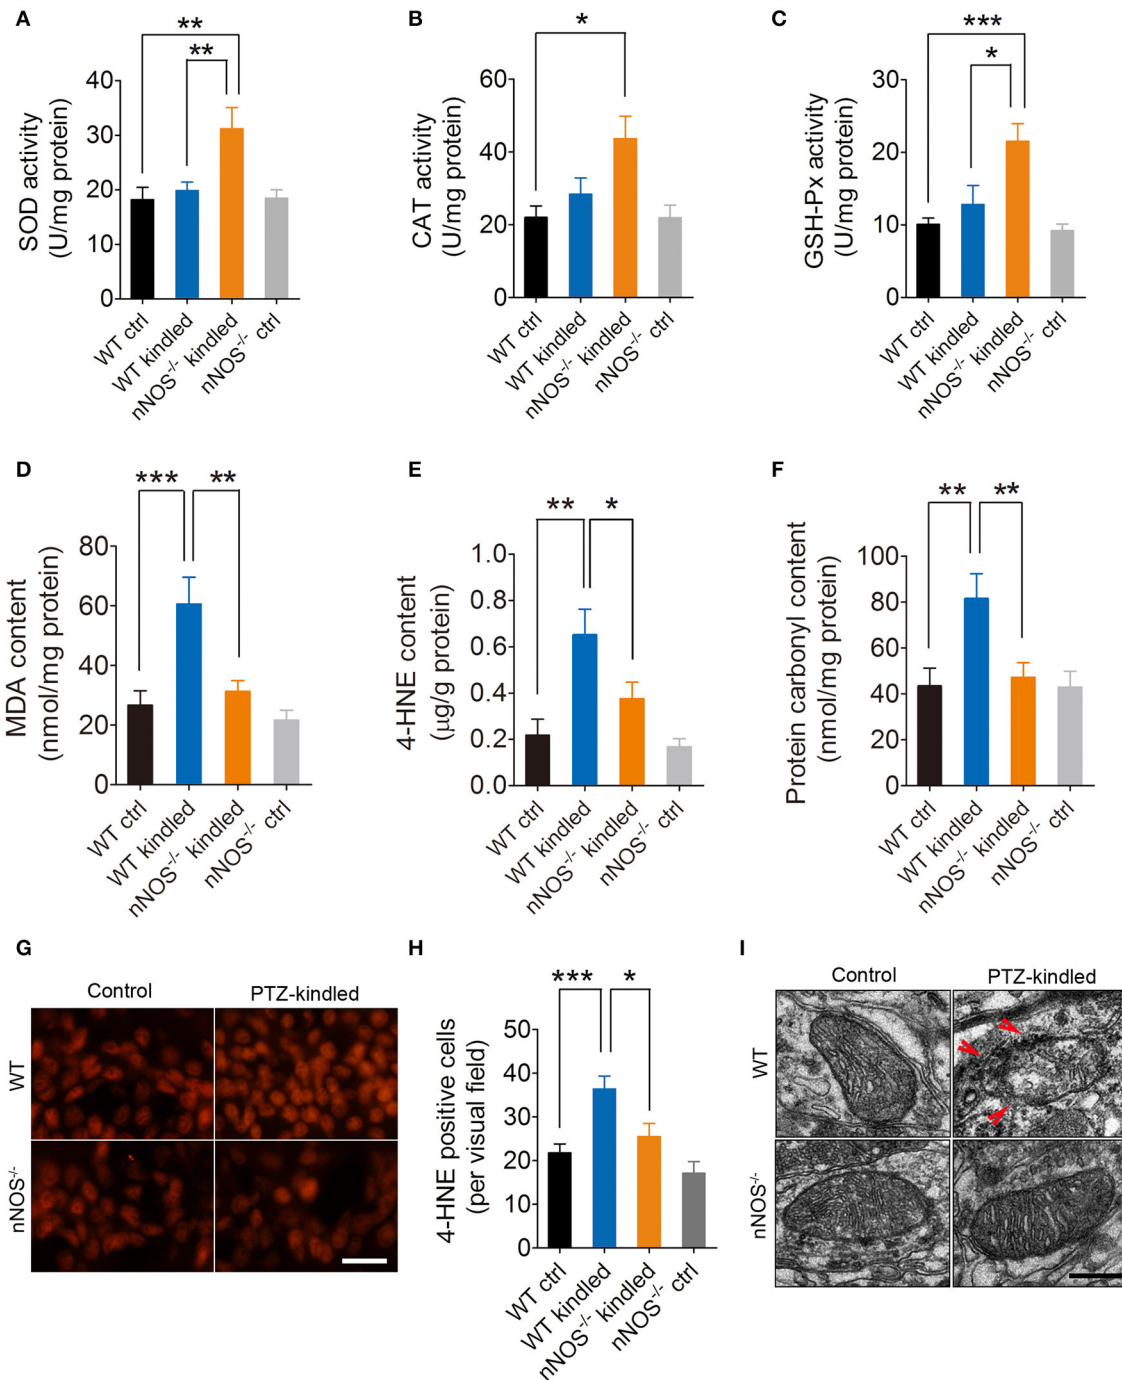 A
**
**
SOD activity
(U/mg protein)
40
30
20
10
0
WT ctrl
WT kindled
nNOS-/- kindled
nNOS-/- ctrl
B
*
CAT activity
(U/mg protein)
60
40
20
0
WT ctrl
WT kindled
nNOS-/- kindled
nNOS-/- ctrl
C
***
*
GSH-Px activity
(U/mg protein)
30
20
10
0
WT ctrl
WT kindled
nNOS-/- kindled
nNOS-/- ctrl
D
***
**
MDA content
(nmol/mg protein)
80
60
40
20
0
WT ctrl
WT kindled
nNOS-/- kindled
nNOS-/- ctrl
E
**
*
4-HNE content
(μg/g protein)
1.0
0.8
0.6
0.4
0.2
0.0
WT ctrl
WT kindled
nNOS-/- kindled
nNOS-/- ctrl
F
**
**
Protein carbonyl content
(nmol/mg protein)
100
80
60
40
20
0
WT ctrl
WT kindled
nNOS-/- kindled
nNOS-/- ctrl
G
Control
PTZ-kindled
WT
nNOS-/-
H
***
*
4-HNE positive cells
(per visual field)
50
40
30
20
10
0
WT ctrl
WT kindled
nNOS-/- kindled
nNOS-/- ctrl
I
Control
PTZ-kindled
WT
nNOS-/-